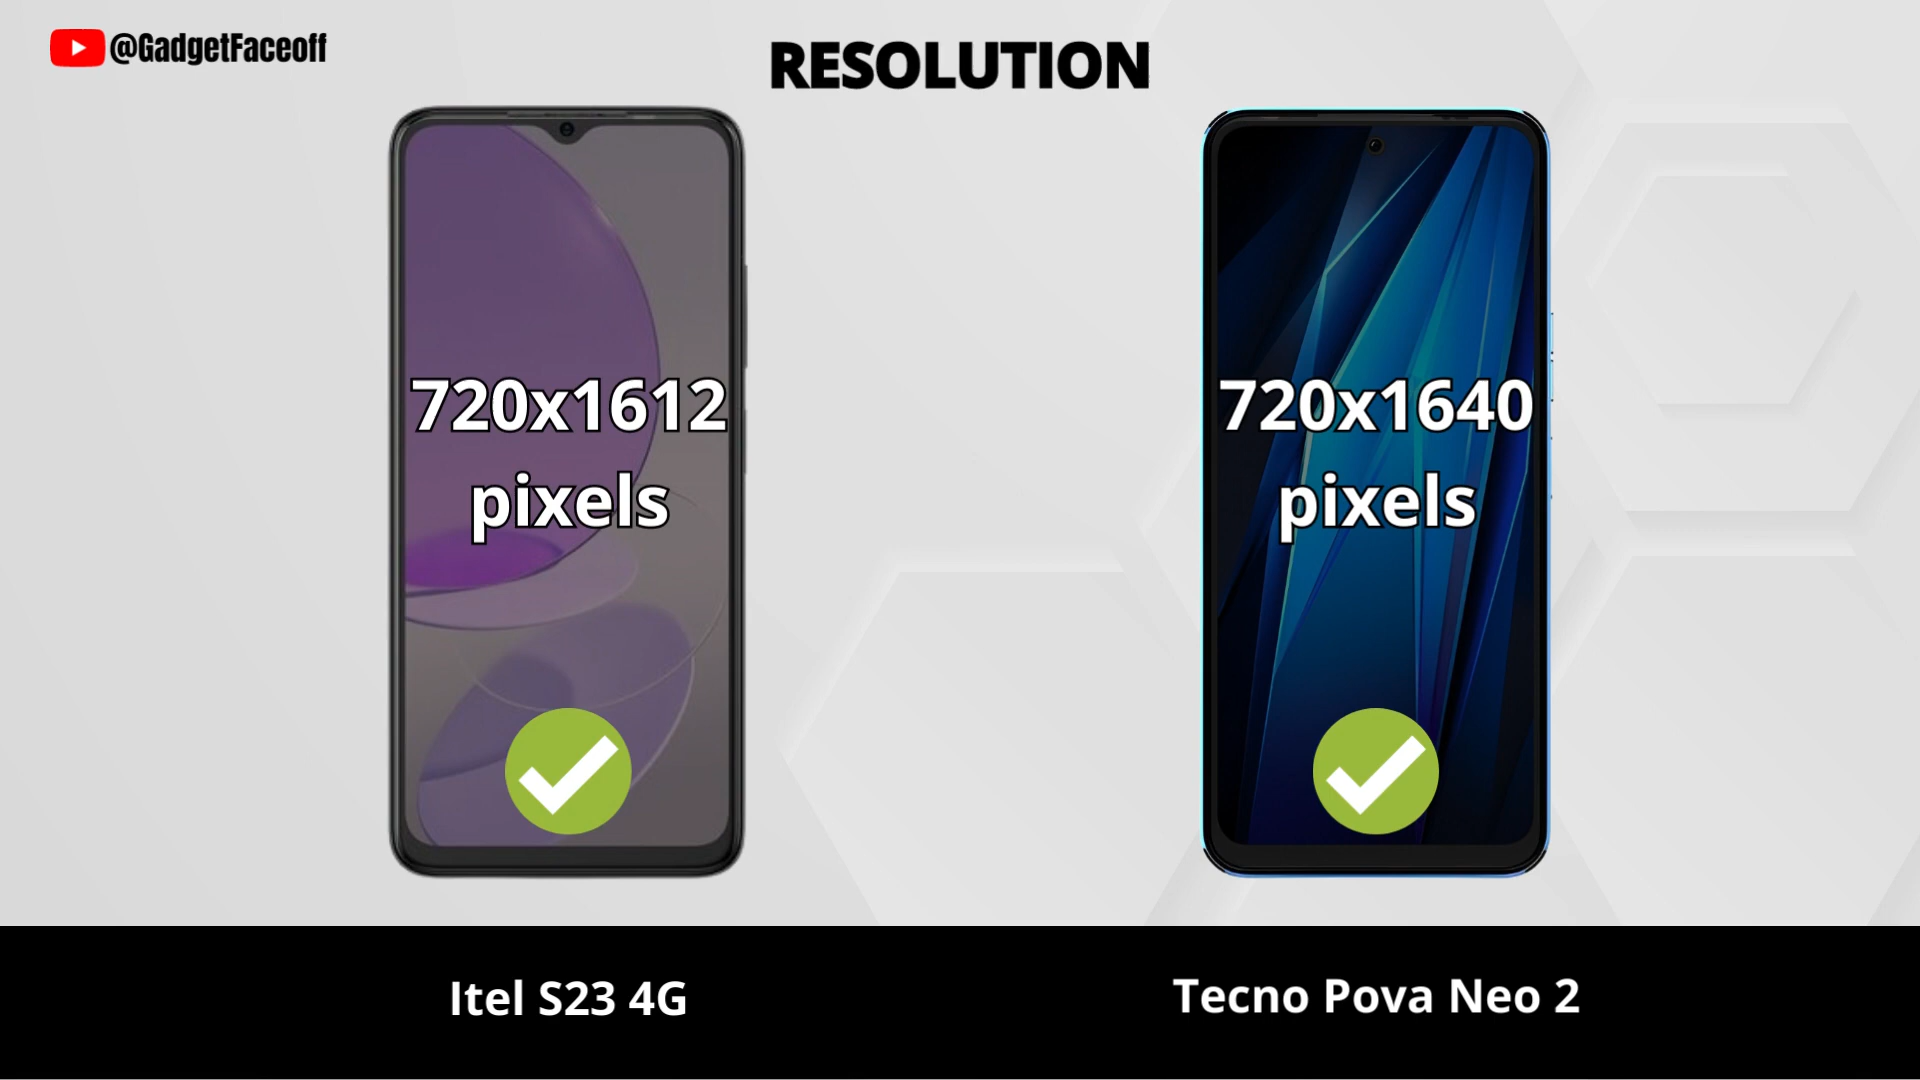 @GadgetFaceoff
RESOLUTION
720x1612
pixels
720x1640
pixels
Itel S23 4G
Tecno Pova Neo 2